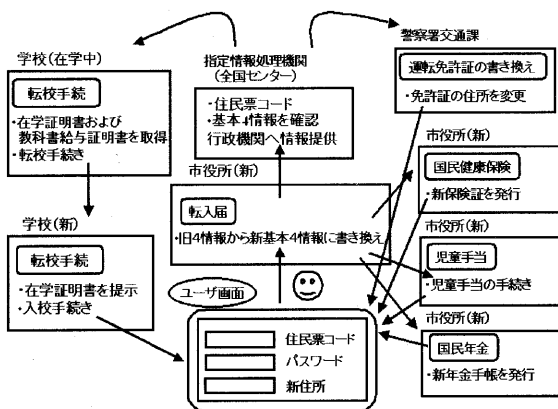 学校(在学中)
転校手続
・在学証明書および
教科書給与証明書を取得
・転校手続き
指定情報処理機関
(全国センター)
・住民票コード
・基本4情報を確認
行政機関へ情報提供
警察署交通課
運転免許証の書き換え
・免許証の住所を変更
市役所(新)
国民健康保険
・新保険証を発行
市役所(新)
転入届
・旧4情報から新基本4情報に書き換え
学校(新)
転校手続
・在学証明書を提示
・入校手続き
市役所(新)
児童手当
・児童手当の手続き
市役所(新)
国民年金
・新年金手帳を発行
ユーザ画面
住民票コード
パスワード
新住所